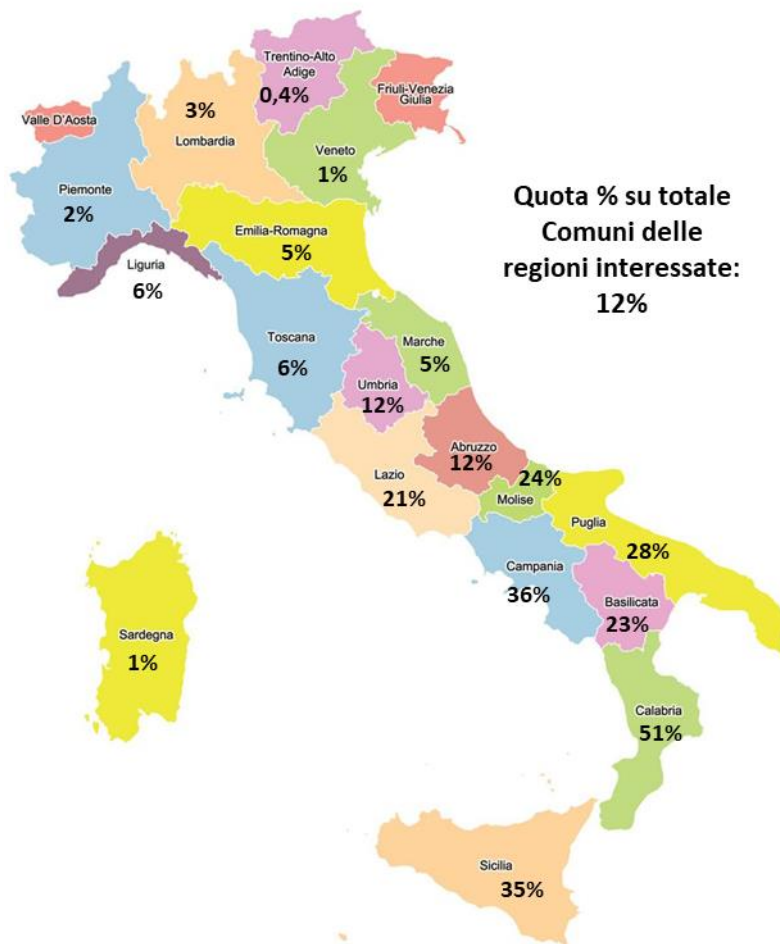 Trentino-Alto
Adige
0,4%
Friuli-Venezia
Giulia
Valle D'Aosta
3%
Lombardia
Veneto
1%
Piemonte
2%
Quota % su totale
Comuni delle
regioni interessate:
12%
Emilia-Romagna
5%
Liguria
6%
Toscana
6%
Marche
5%
Umbria
12%
Abruzzo
12%
Lazio
21%
24%
Molise
Puglia
28%
Campania
36%
Basilicata
23%
Sardegna
1%
Calabria
51%
Sicilia
35%